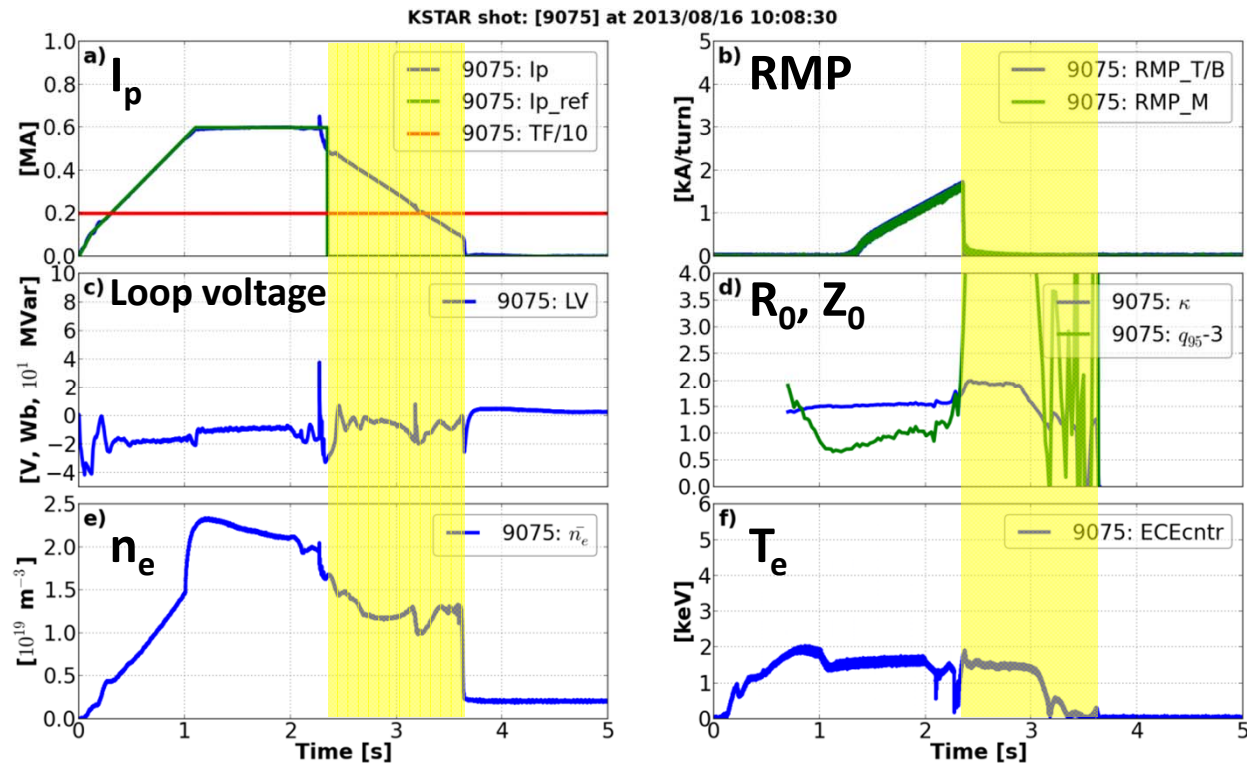 KSTAR shot: [9075] at 2013/08/16 10:08:30
a)
Ip
[MA]
1.0
0.8
0.6
0.4
0.2
0.0
9075: Ip
9075: Ip_ref
9075: TF/10
b)
RMP
[kA/turn]
5
4
3
2
1
0
9075: RMP_T/B
9075: RMP_M
c)
Loop voltage
[V, Wb, 10¹ MVar]
10
8
6
4
2
0
−2
−4
9075: LV
d)
R₀, Z₀
4.0
3.5
3.0
2.5
2.0
1.5
1.0
0.5
0.0
9075: κ
9075: q₉₅-3
e)
nₑ
[10¹⁹ m⁻³]
2.5
2.0
1.5
1.0
0.5
0.0
9075: n̄ₑ
0 1 2 3 4 5
Time [s]
f)
Tₑ
[keV]
6
5
4
3
2
1
0
9075: ECEcntr
0 1 2 3 4 5
Time [s]